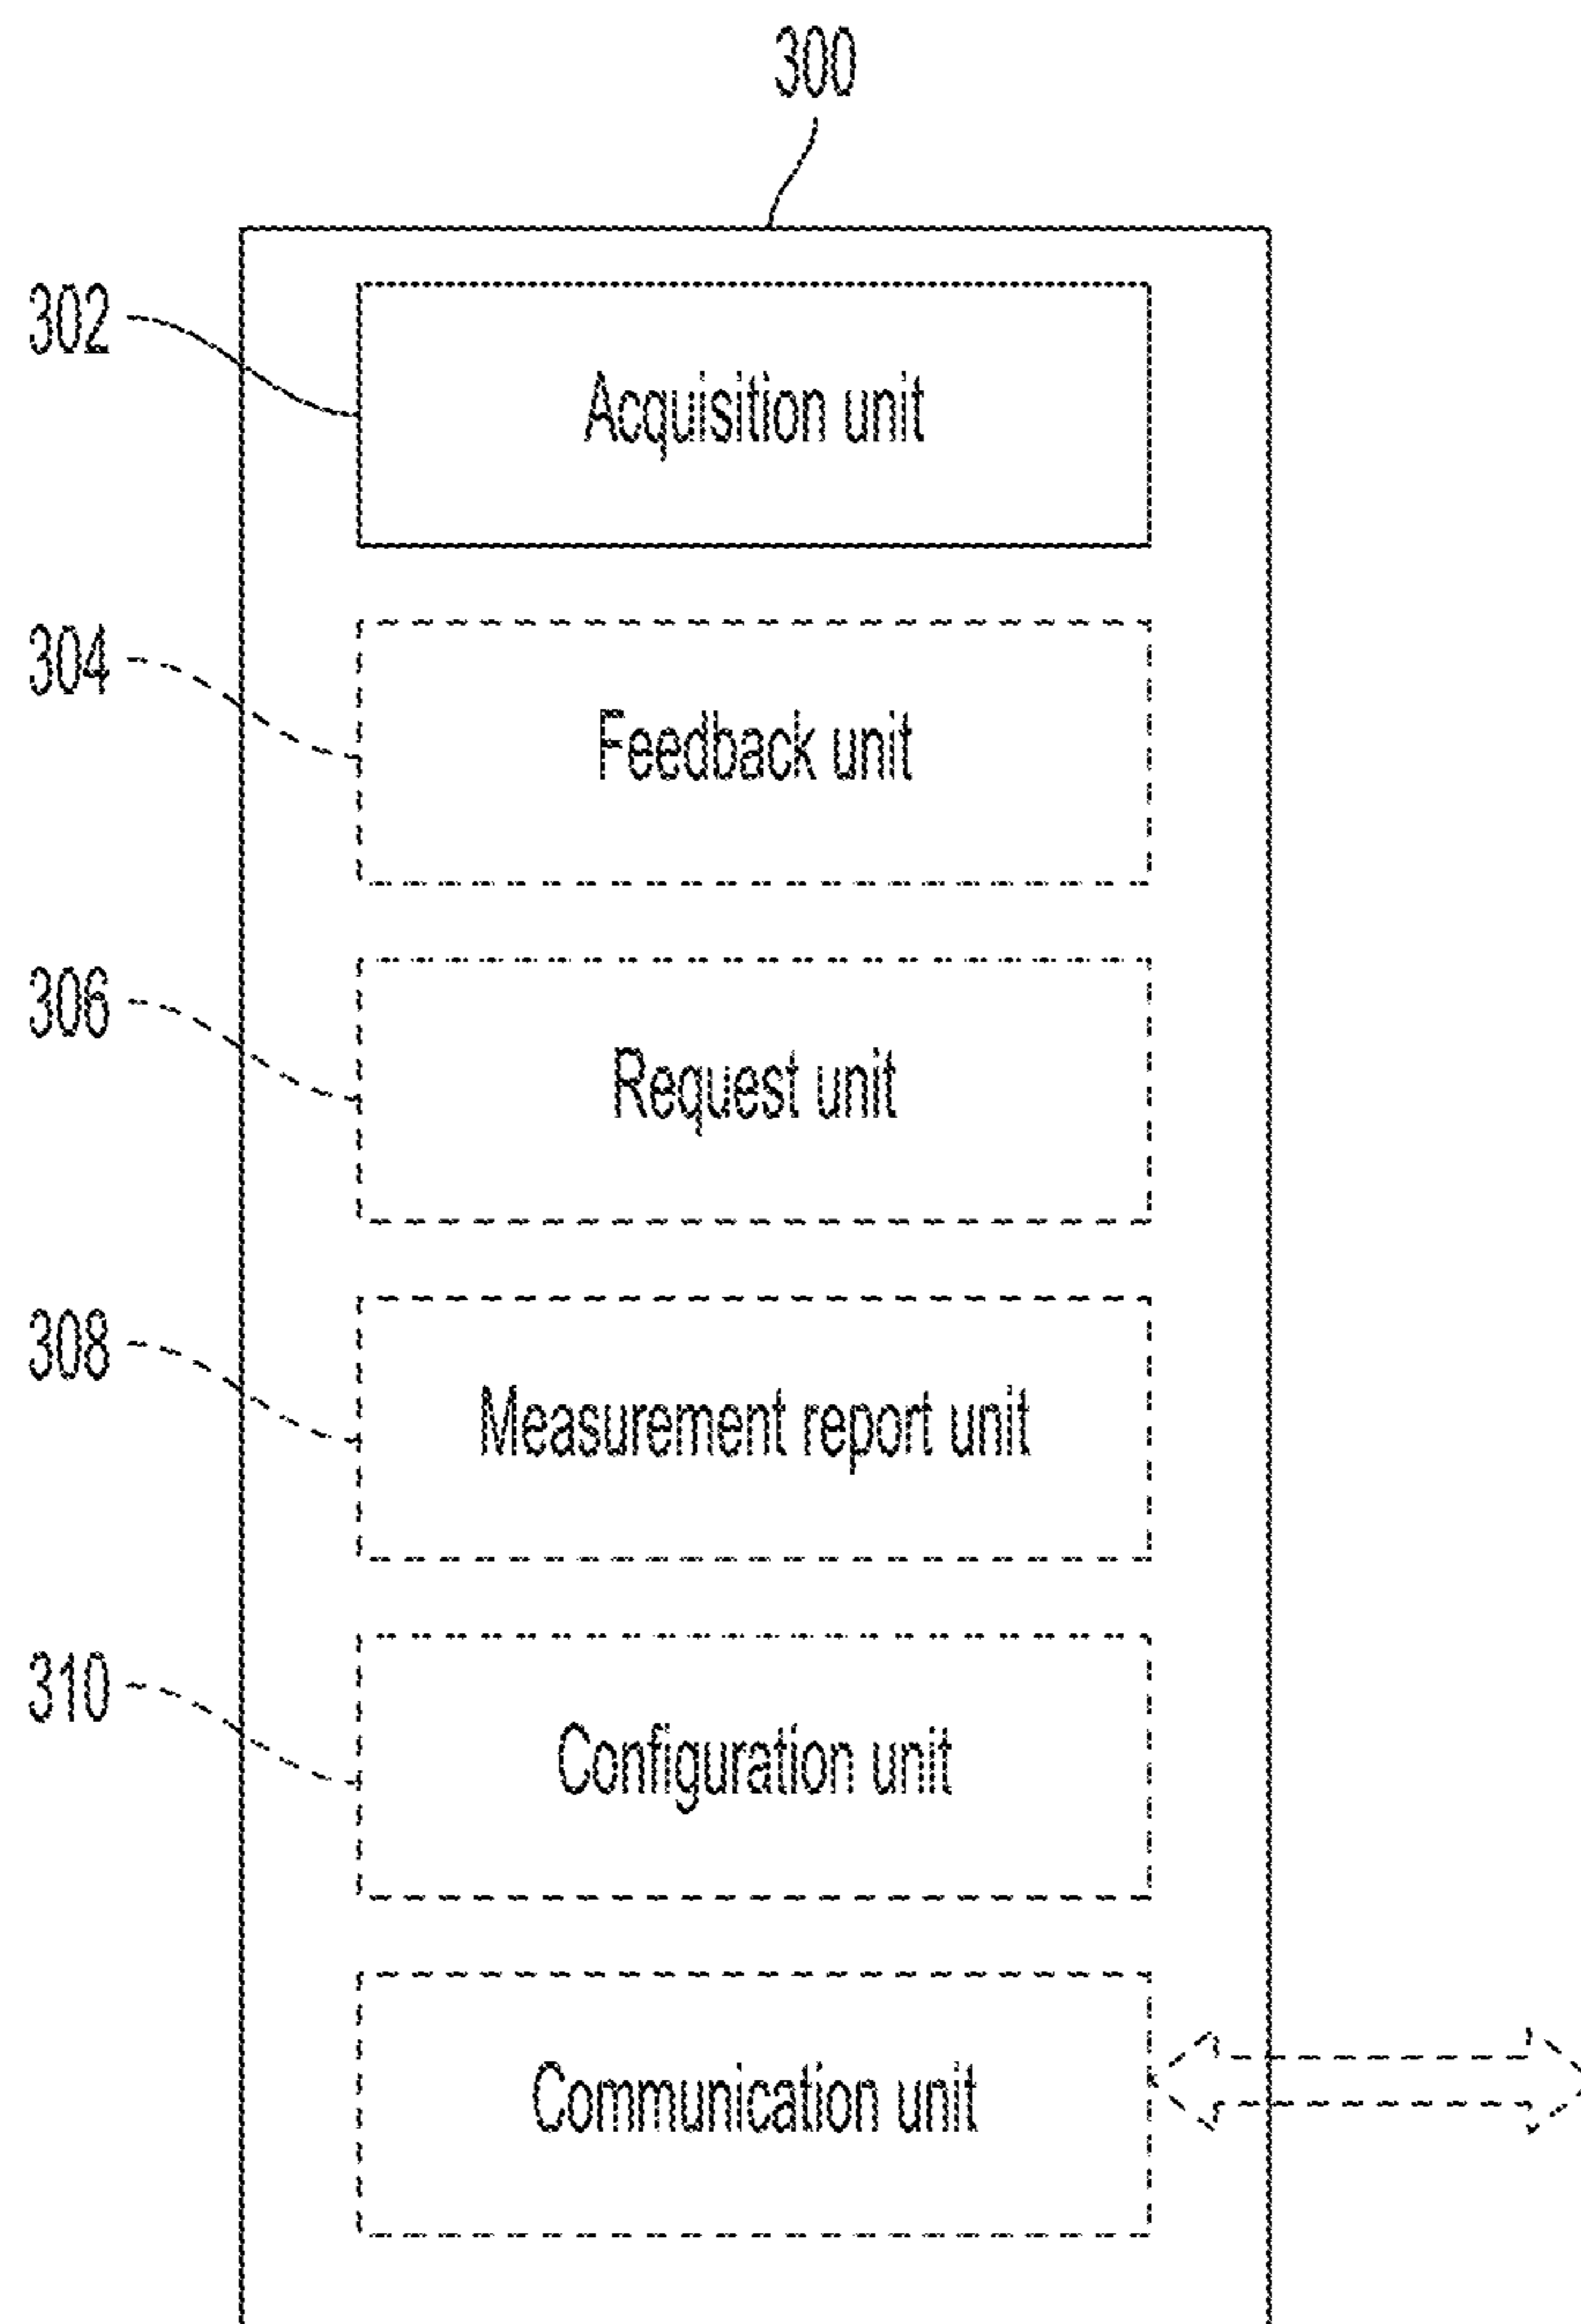 300
302
Acquisition unit
304
Feedback unit
306
Request unit
308
Measurement report unit
310
Configuration unit
Communication unit